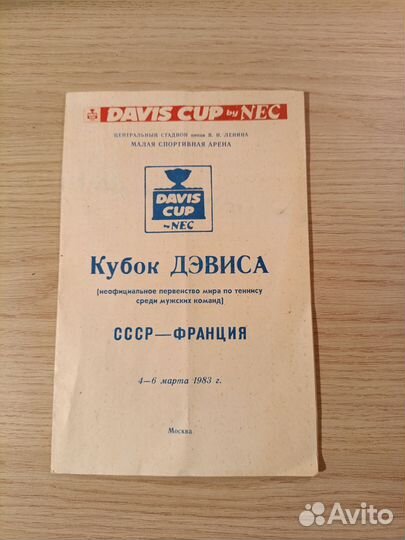 DAVIS CUP by NEC
ЦЕНТРАЛЬНЫЙ СТАДИОН имени В. И. ЛЕНИНА
МАЛАЯ СПОРТИВНАЯ АРЕНА
DAVIS
CUP
by NEC
Кубок ДЭВИСА
(неофициальное первенство мира по теннису
среди мужских команд)
СССР—ФРАНЦИЯ
4—6 марта 1983 г.
Москва
Avito